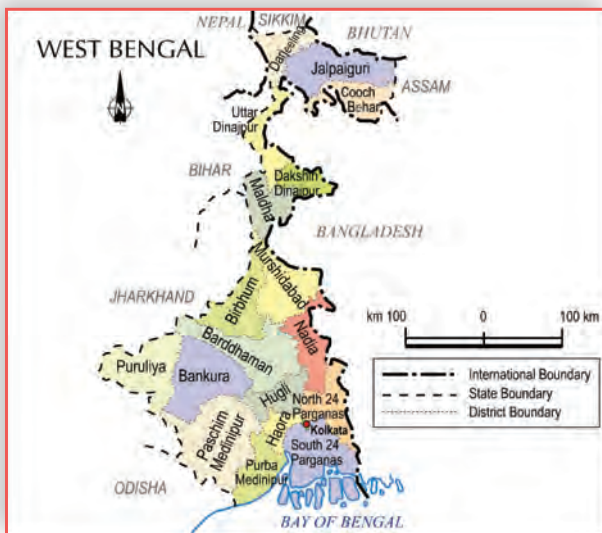 WEST BENGAL
N
NEPAL
SIKKIM
BHUTAN
Darjeeling
Jalpaiguri
ASSAM
Cooch
Behar
Uttar
Dinajpur
BIHAR
Dakshin
Dinajpur
Maldha
BANGLADESH
Murshidabad
JHARKHAND
Birbhum
km 100
0
100 km
Nadia
Barddhaman
Puruliya
Bankura
Hugli
International Boundary
State Boundary
District Boundary
North 24
Parganas
Kolkata
Haora
Paschim
Medinipur
South 24
Parganas
Purba
Medinipur
ODISHA
BAY OF BENGAL